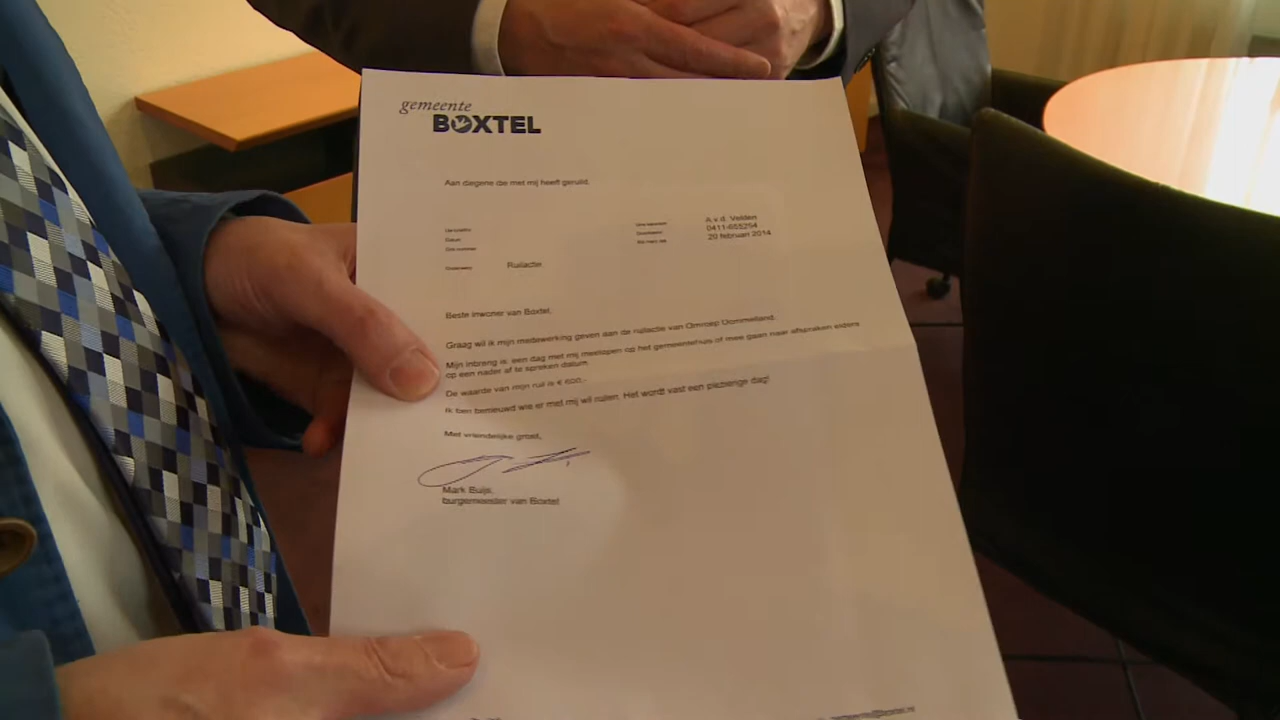 gemeente
BOXTEL
Aan diegene die met mij heeft geruild,
Datum
A.v.d. Velden
0411-655254
20 februari 2014
Ruilactie
Beste inwoner van Boxtel,
Graag wil ik mijn medewerking geven aan de ruilactie van Omroep Dommelland.
Mijn inbreng is: een dag met mij meelopen op het gemeentehuis of mee gaan naar afspraken elders
op een nader af te spreken datum.
De waarde van mijn ruil is € 600,-
Ik ben benieuwd wie er met mij wil ruilen. Het wordt vast een plezierige dag!
Met vriendelijke groet,
Mark Buijs,
burgemeester van Boxtel